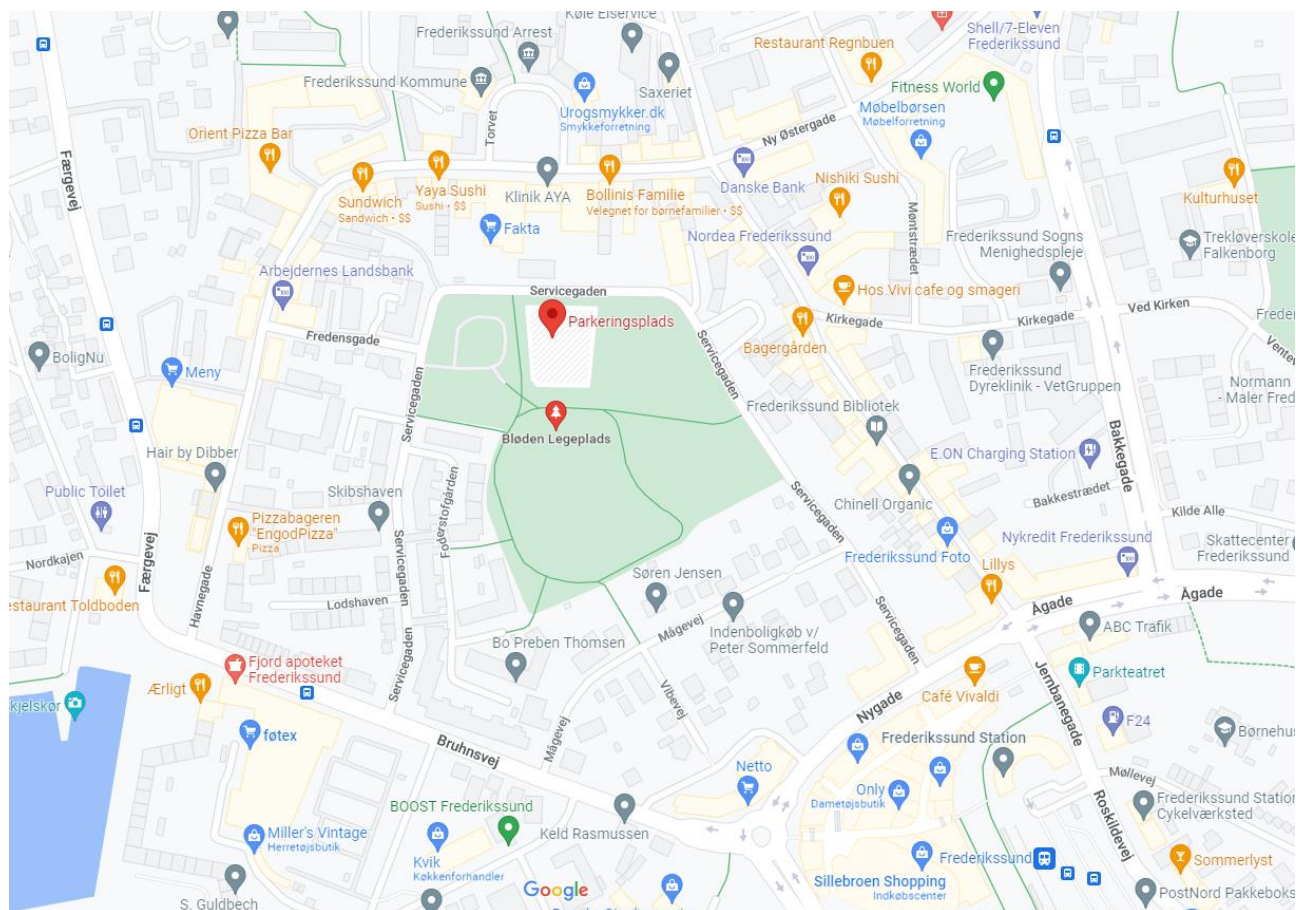 Køle Elservice
Frederikssund Arrest
Shell/7-Eleven
Frederikssund
Restaurant Regnbuen
Frederikssund Kommune
Saxeriet
Fitness World
Urogsmykker.dk
Smykkeforretning
Møbelbørsen
Møbelforretning
Torvet
Ny Østergade
Orient Pizza Bar
Færgevej
Sundwich
Sandwich • $$
Yaya Sushi
Sushi • $$
Klinik AYA
Bollinis Familie
Velegnet for børnefamilier • $$
Danske Bank
Nishiki Sushi
Kulturhuset
Fakta
Nordea Frederikssund
Møntstrædet
Frederikssund Sogns
Menighedspleje
Trekløverskole
Falkenborg
Arbejdernes Landsbank
Servicegaden
Hos Vivi cafe og smageri
Parkeringsplads
Kirkegade
Kirkegade
Ved Kirken
Fredensgade
Servicegaden
Bagergården
BoligNu
Meny
Servicegaden
Frederikssund
Dyreklinik - VetGruppen
Normann
- Maler Fred
Frederikssund Bibliotek
Bløden Legeplads
Bakkegade
Hair by Dibber
E.ON Charging Station
Public Toilet
Skibshaven
Servicegaden
Chinell Organic
Bakkestrædet
Kilde Alle
Pizzabageren
"EngodPizza"
Pizza
Foderstofgården
Servicegaden
Frederikssund Foto
Nykredit Frederikssund
Skattecenter
Frederikssund
Nordkajen
Færgevej
Havnegade
Søren Jensen
Lillys
Restaurant Toldboden
Lodshaven
Servicegaden
Ågade
Ågade
Mågevej
Indenboligkøb v/
Peter Sommerfeld
ABC Trafik
Bo Preben Thomsen
Fjord apoteket
Frederikssund
Servicegaden
Vibevej
Café Vivaldi
Jernbanegade
Parkteatret
Ærligt
kjelskør
Nygade
F24
føtex
Bruhnsvej
Mågevej
Frederikssund Station
Børnehus
Netto
Only
Dametøjsbutik
Møllevej
BOOST Frederikssund
Roskildevej
Frederikssund Station
Cykelværksted
Miller's Vintage
Herretøjsbutik
Keld Rasmussen
Kvik
Køkkenforhandler
Frederikssund
Sommerlyst
Google
Sillebroen Shopping
Indkøbscenter
PostNord Pakkeboks
S. Guldbech